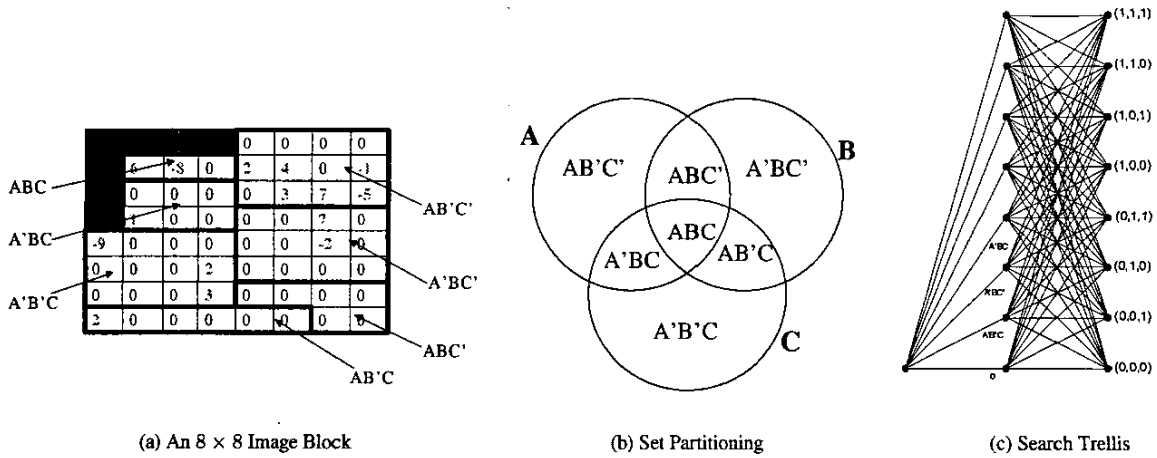 0 0 0 0
8 0 2 4 0
0 0 0 0 3 7 -5
0 0 0 0 0
-9 0 0 0 0 0 -2 0
0 0 0 2 0 0 0 0
0 0 0 3 0 0 0 0
2 0 0 0 0 0 0 0
ABC
A'BC
A'B'C
AB'C'
A'BC'
ABC'
AB'C
(a) An 8 × 8 Image Block
A
B
AB'C'
ABC'
A'BC'
ABC
A'BC
AB'C
A'B'C
C
(b) Set Partitioning
(1,1,1)
(1,1,0)
(1,0,1)
(1,0,0)
(0,1,1)
A'BC
(0,1,0)
A'BC'
(0,0,1)
AB'C
(0,0,0)
0
(c) Search Trellis